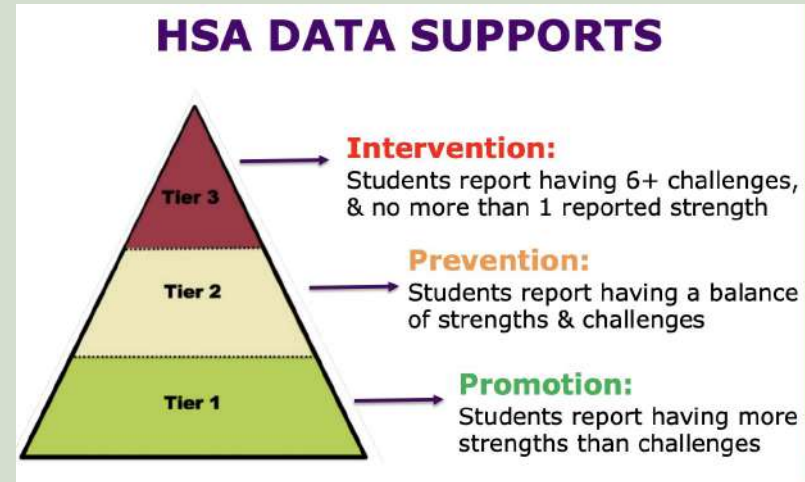 HSA DATA SUPPORTS
Tier 3
Intervention:
Students report having 6+ challenges,
& no more than 1 reported strength
Tier 2
Prevention:
Students report having a balance
of strengths & challenges
Tier 1
Promotion:
Students report having more
strengths than challenges